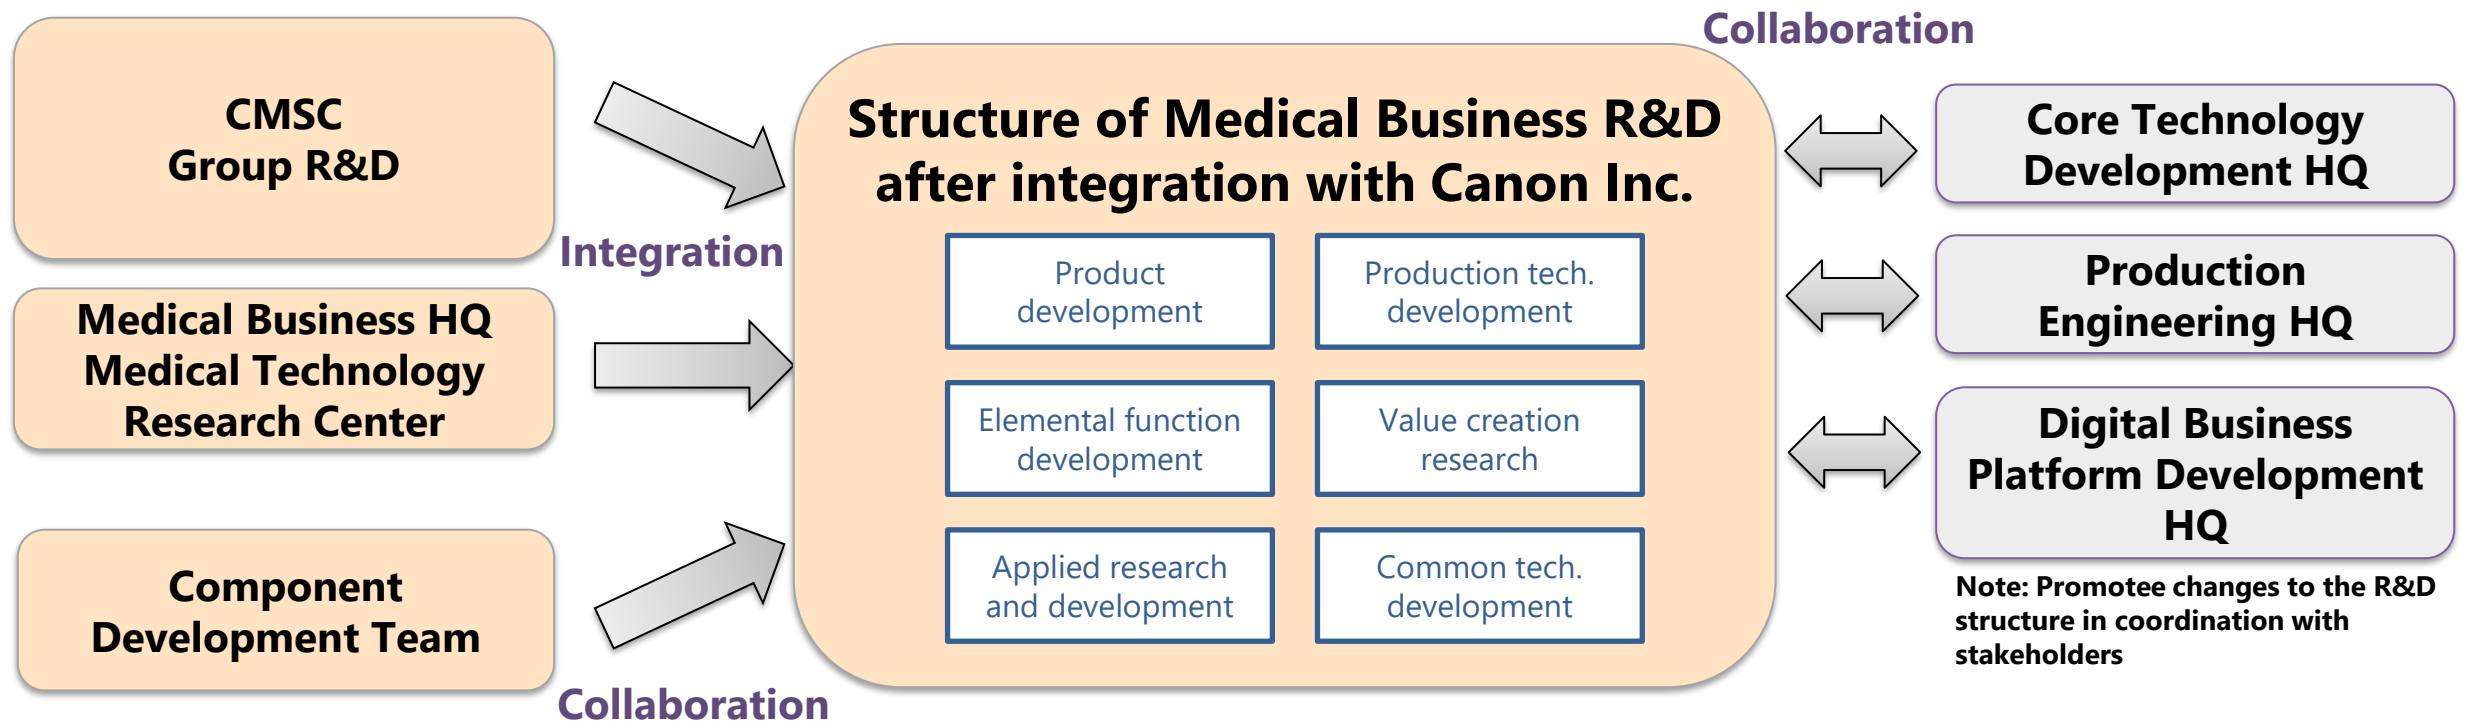 CMSC
Group R&D
Medical Business HQ
Medical Technology
Research Center
Component
Development Team
Integration
Collaboration
Structure of Medical Business R&D
after integration with Canon Inc.
Product
development
Production tech.
development
Elemental function
development
Value creation
research
Applied research
and development
Common tech.
development
Collaboration
Core Technology
Development HQ
Production
Engineering HQ
Digital Business
Platform Development
HQ
Note: Promotee changes to the R&D
structure in coordination with
stakeholders